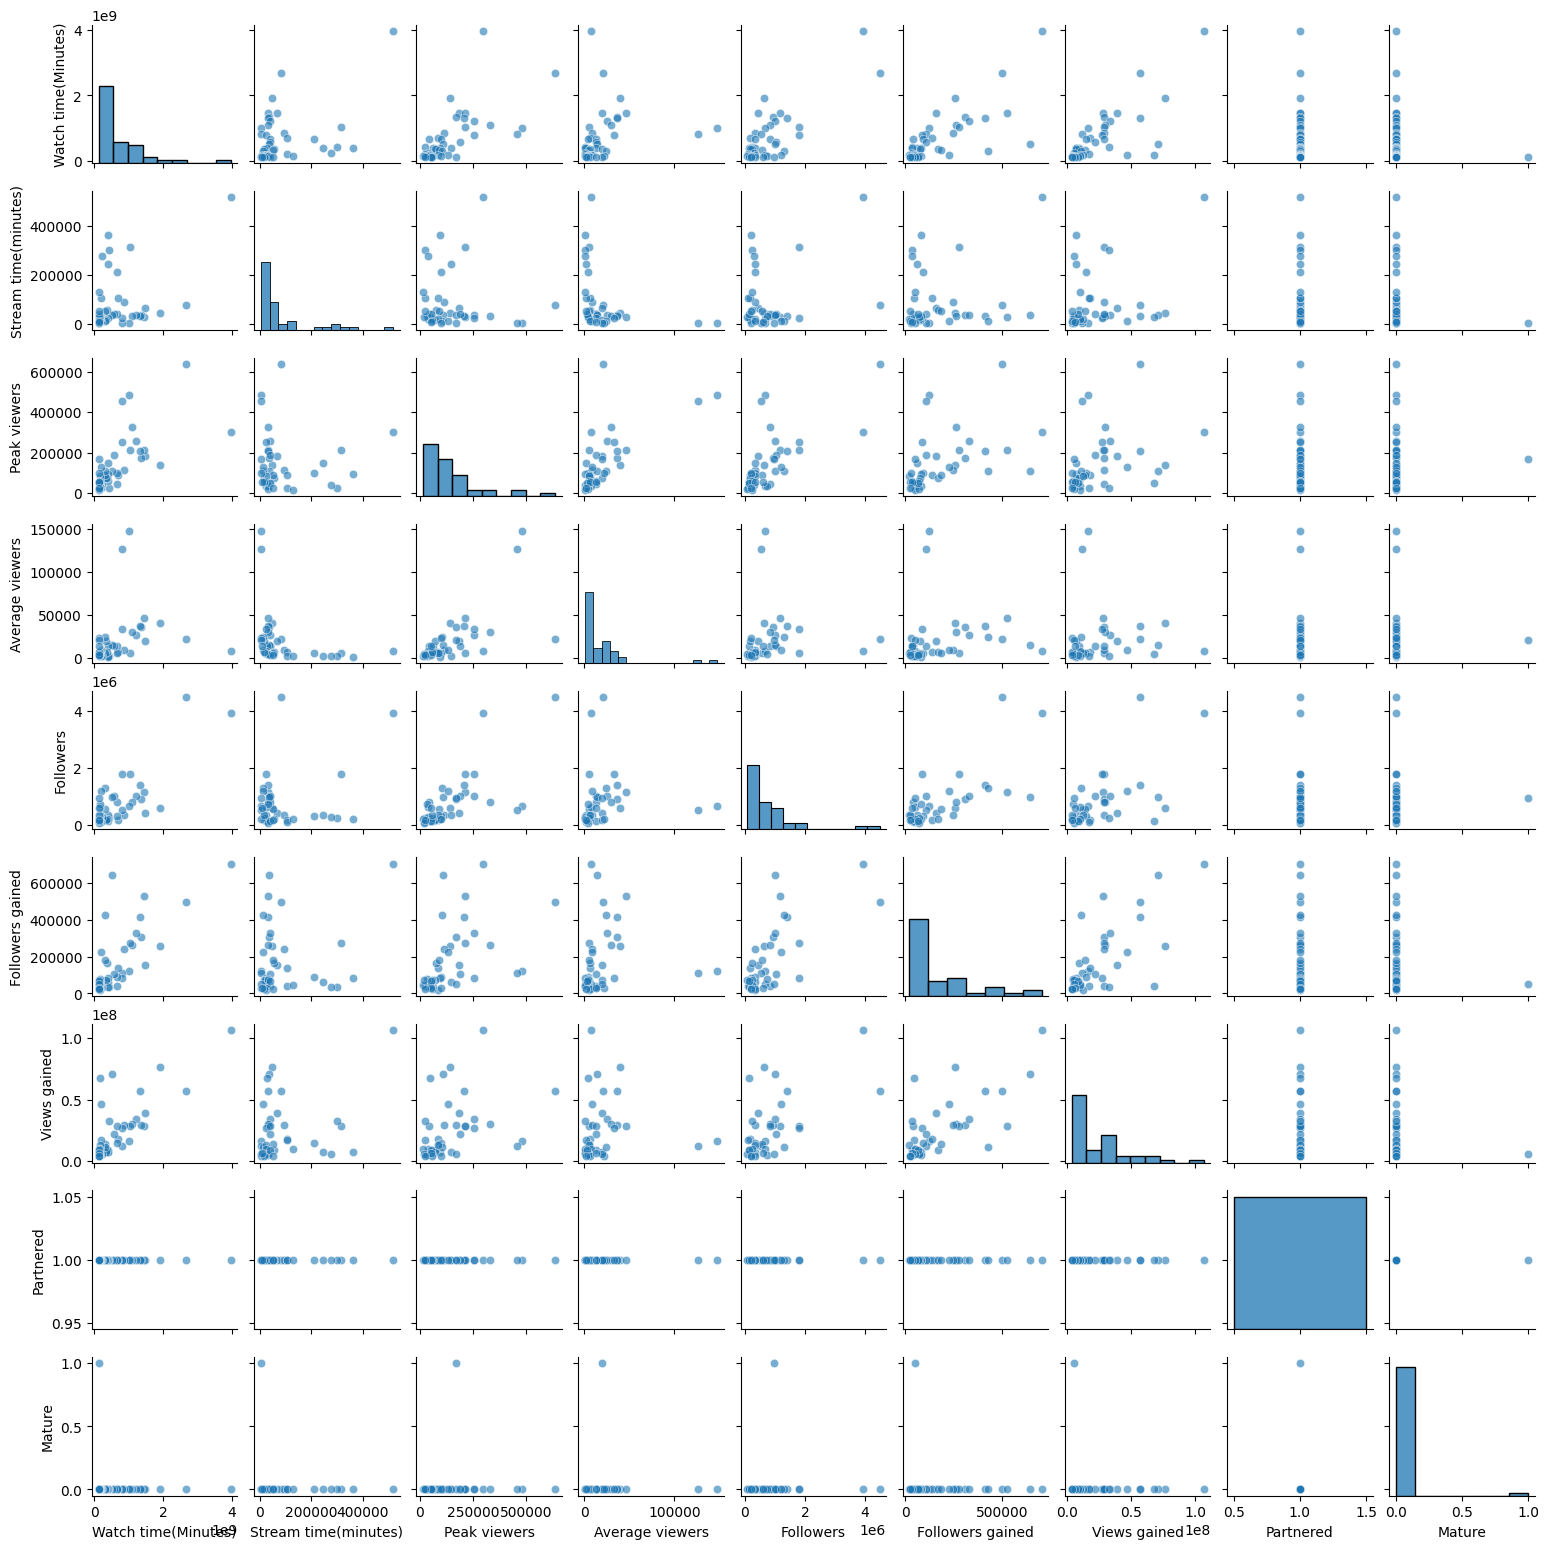 1e9
Watch time(Minutes)
4
2
0
Stream time(minutes)
400000
200000
0
Peak viewers
600000
400000
200000
0
Average viewers
150000
100000
50000
0
1e6
Followers
4
2
0
Followers gained
600000
400000
200000
0
1e8
Views gained
1.0
0.5
0.0
Partnered
1.05
1.00
0.95
Mature
1.0
0.5
0.0
0 2 4 0 200000 400000 0 250000 500000 0 100000 0 2 4 0 500000 0.0 0.5 1.0 0.5 1.0 1.5 0.0 0.5 1.0
1e9 1e6 1e8
Watch time(Minutes) Stream time(minutes) Peak viewers Average viewers Followers Followers gained Views gained Partnered Mature